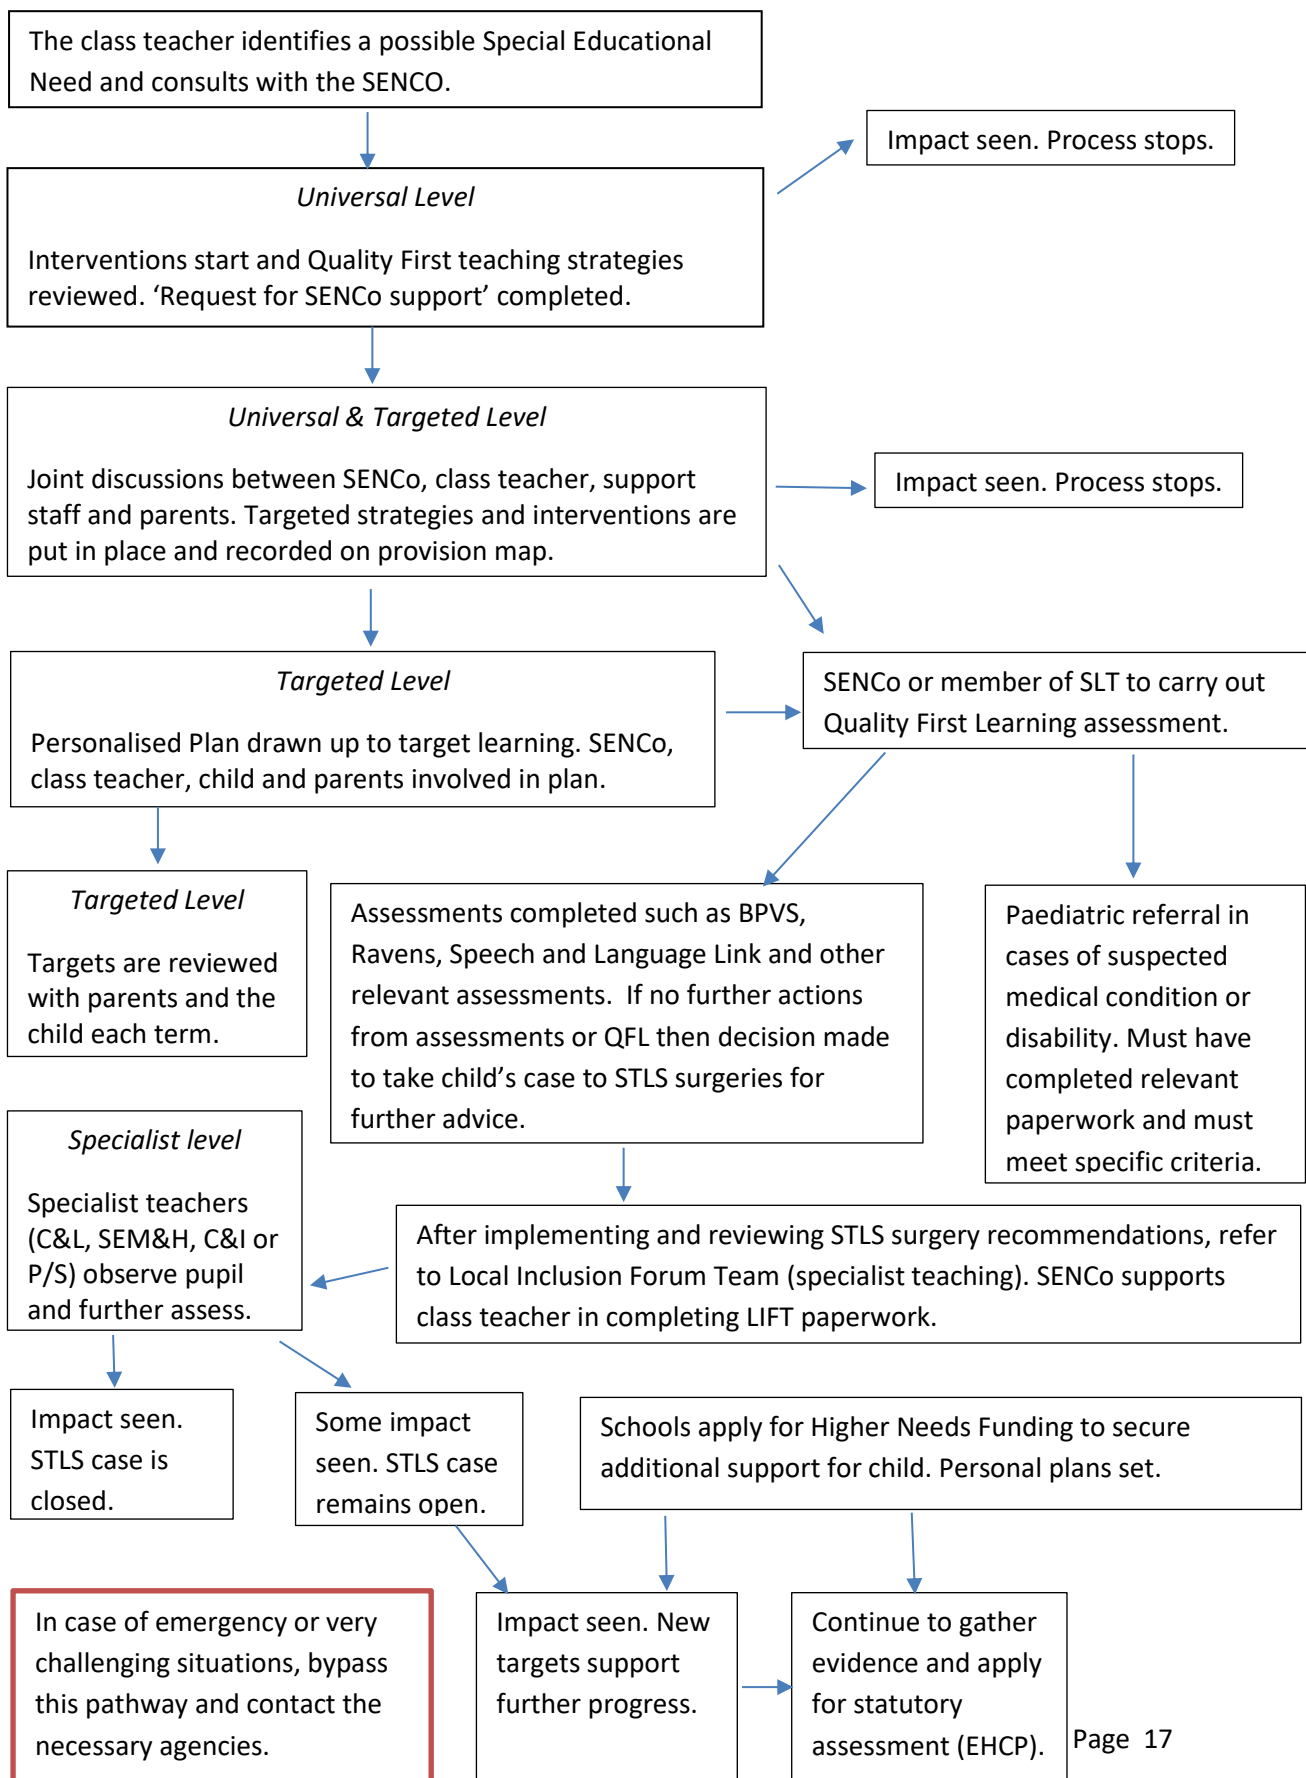 The class teacher identifies a possible Special Educational
Need and consults with the SENCO.
Impact seen. Process stops.
Universal Level
Interventions start and Quality First teaching strategies
reviewed. ‘Request for SENCo support’ completed.
Universal & Targeted Level
Joint discussions between SENCo, class teacher, support
staff and parents. Targeted strategies and interventions are
put in place and recorded on provision map.
Impact seen. Process stops.
Targeted Level
Personalised Plan drawn up to target learning. SENCo,
class teacher, child and parents involved in plan.
SENCo or member of SLT to carry out
Quality First Learning assessment.
Targeted Level
Targets are reviewed
with parents and the
child each term.
Assessments completed such as BPVS,
Ravens, Speech and Language Link and other
relevant assessments.  If no further actions
from assessments or QFL then decision made
to take child’s case to STLS surgeries for
further advice.
Paediatric referral in
cases of suspected
medical condition or
disability. Must have
completed relevant
paperwork and must
meet specific criteria.
Specialist level
Specialist teachers
(C&L, SEM&H, C&I or
P/S) observe pupil
and further assess.
After implementing and reviewing STLS surgery recommendations, refer
to Local Inclusion Forum Team (specialist teaching). SENCo supports
class teacher in completing LIFT paperwork.
Impact seen.
STLS case is
closed.
Some impact
seen. STLS case
remains open.
Schools apply for Higher Needs Funding to secure
additional support for child. Personal plans set.
In case of emergency or very
challenging situations, bypass
this pathway and contact the
necessary agencies.
Impact seen. New
targets support
further progress.
Continue to gather
evidence and apply
for statutory
assessment (EHCP).
Page  17